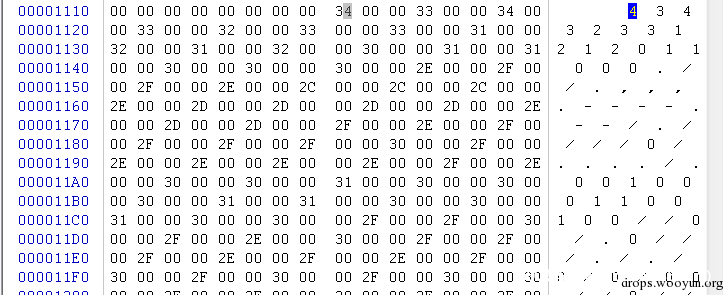 00001110 00 00 00 00 00 00 00 00 34 00 00 33 00 00 34 00 4 3 4
00001120 00 33 00 00 32 00 00 33 00 00 33 00 00 31 00 00 3 2 3 3 1
00001130 32 00 00 31 00 00 32 00 00 30 00 00 31 00 00 31 2 1 2 0 1 1
00001140 00 00 30 00 00 30 00 00 30 00 00 2E 00 00 2F 00 0 0 0 . /
00001150 00 2F 00 00 2E 00 00 2C 00 00 2C 00 00 2C 00 00 / . , , ,
00001160 2E 00 00 2D 00 00 2D 00 00 2D 00 00 2D 00 00 2E . - - - - .
00001170 00 00 2D 00 00 2D 00 00 2F 00 00 2E 00 00 2F 00 - - / . /
00001180 00 2F 00 00 2F 00 00 2F 00 00 30 00 00 2F 00 00 / / / 0 /
00001190 2E 00 00 2E 00 00 2E 00 00 2E 00 00 2F 00 00 2E . . . . / .
000011A0 00 00 30 00 00 30 00 00 31 00 00 30 00 00 30 00 0 0 1 0 0
000011B0 00 30 00 00 31 00 00 31 00 00 30 00 00 30 00 00 0 1 1 0 0
000011C0 31 00 00 30 00 00 30 00 00 2F 00 00 2F 00 00 30 1 0 0 / / 0
000011D0 00 00 2F 00 00 2E 00 00 30 00 00 2F 00 00 2F 00 / . 0 / /
000011E0 00 2F 00 00 2E 00 00 2F 00 00 2E 00 00 2F 00 00 / . / . /
000011F0 30 00 00 2F 00 00 30 00 00 2F 00 00 30 00 00 30
drops.wooyun.org